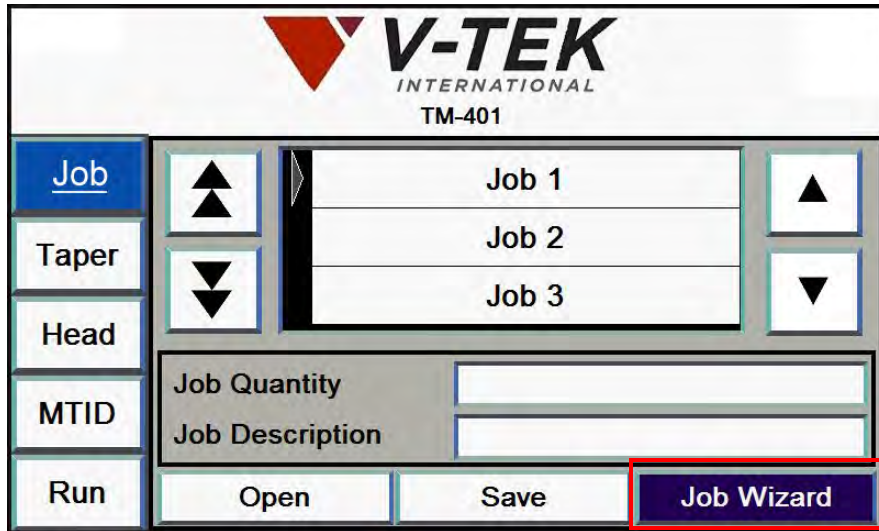 V-TEK
INTERNATIONAL
TM-401
Job
Taper
Head
MTID
Run
Job 1
Job 2
Job 3
Job Quantity
Job Description
Open
Save
Job Wizard